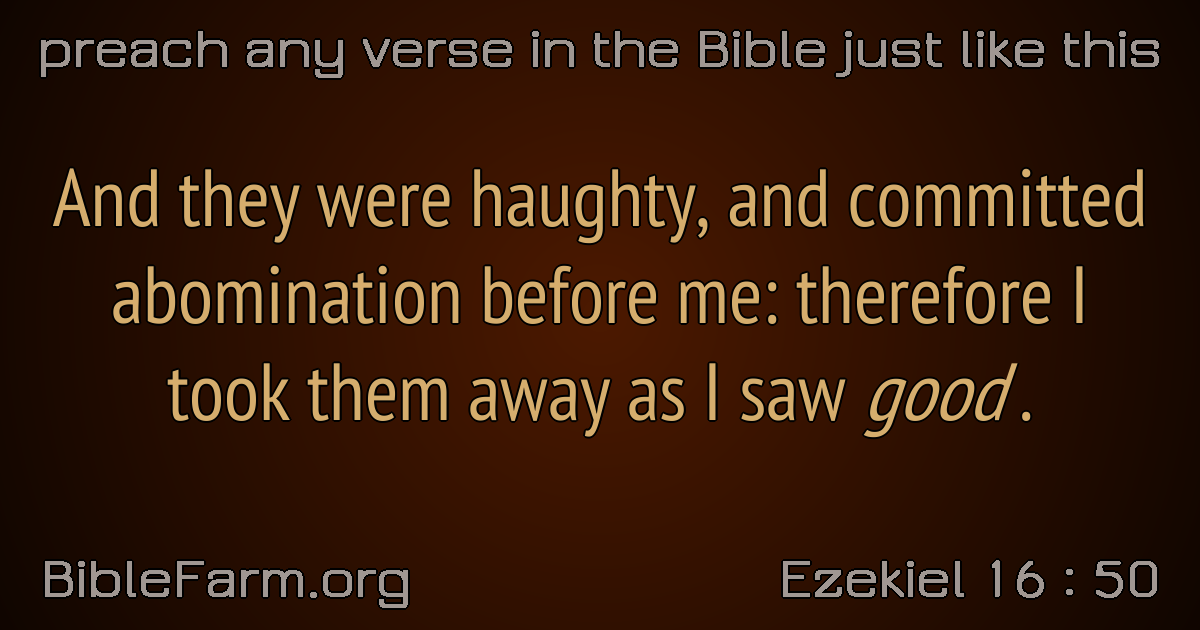 preach any verse in the Bible just like this
And they were haughty, and committed
abomination before me: therefore I
took them away as I saw good .
BibleFarm.org
Ezekiel 16 : 50